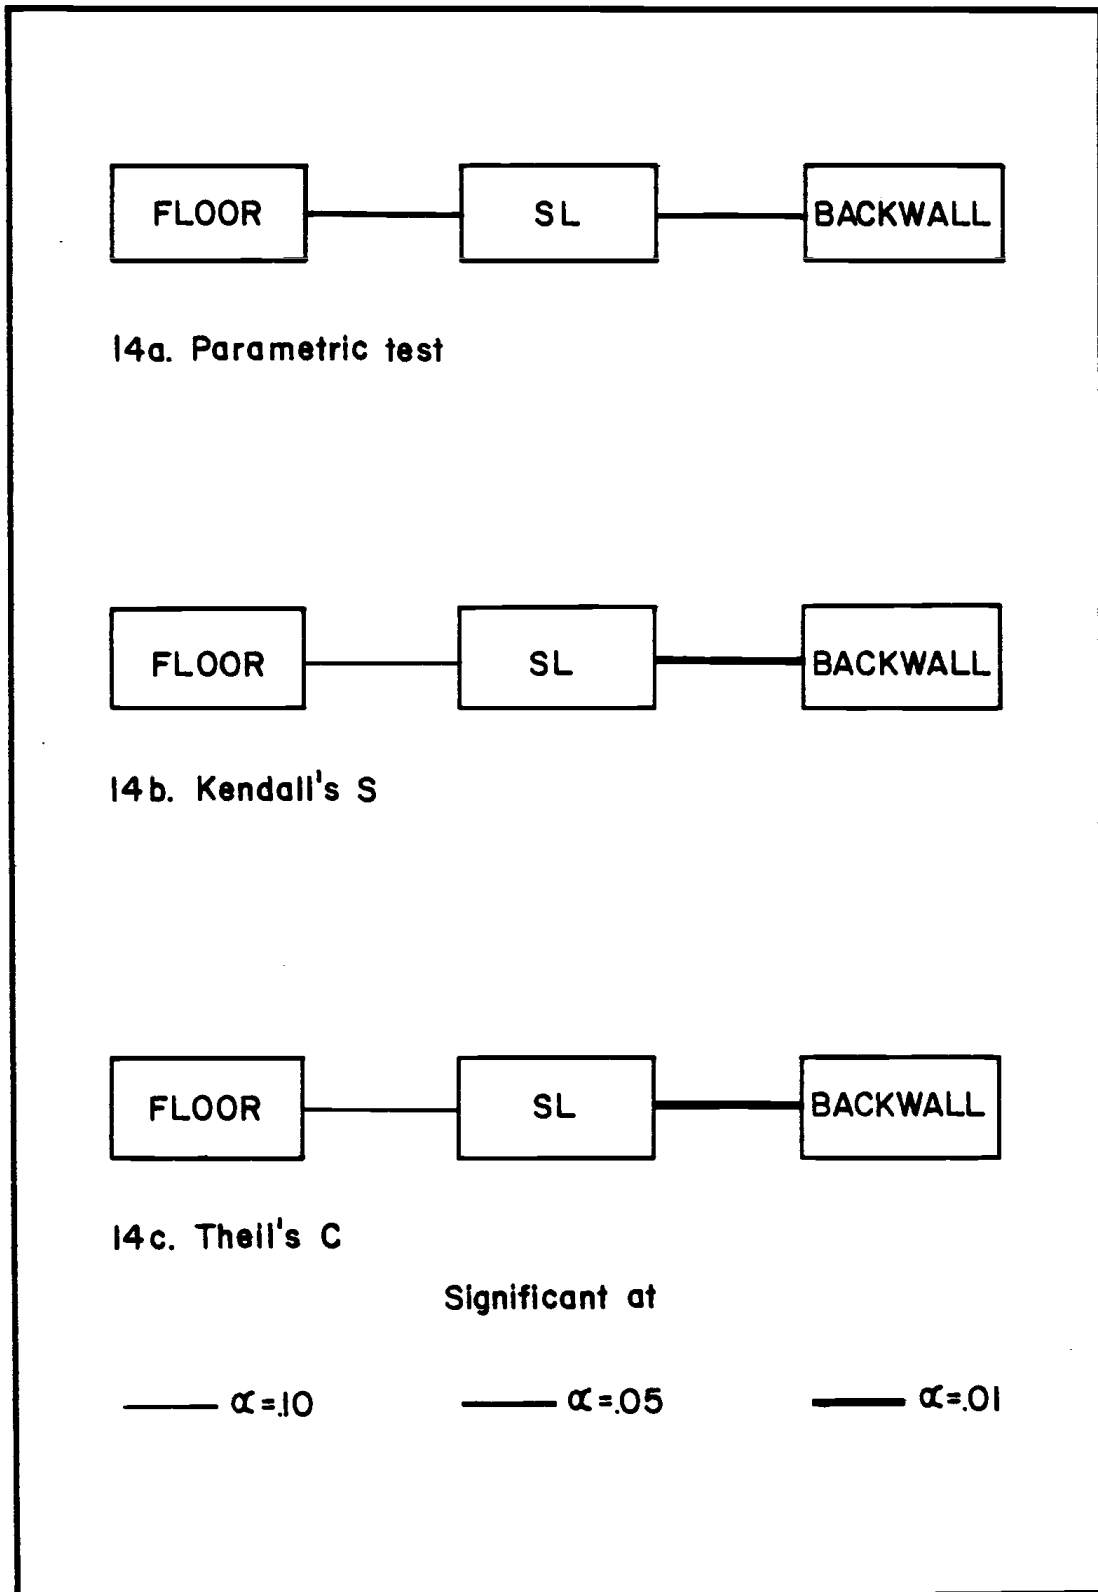 FLOOR SL BACKWALL
14a. Parametric test
FLOOR SL BACKWALL
14b. Kendall's S
FLOOR SL BACKWALL
14c. Theil's C
Significant at
α=.10 α=.05 α=.01